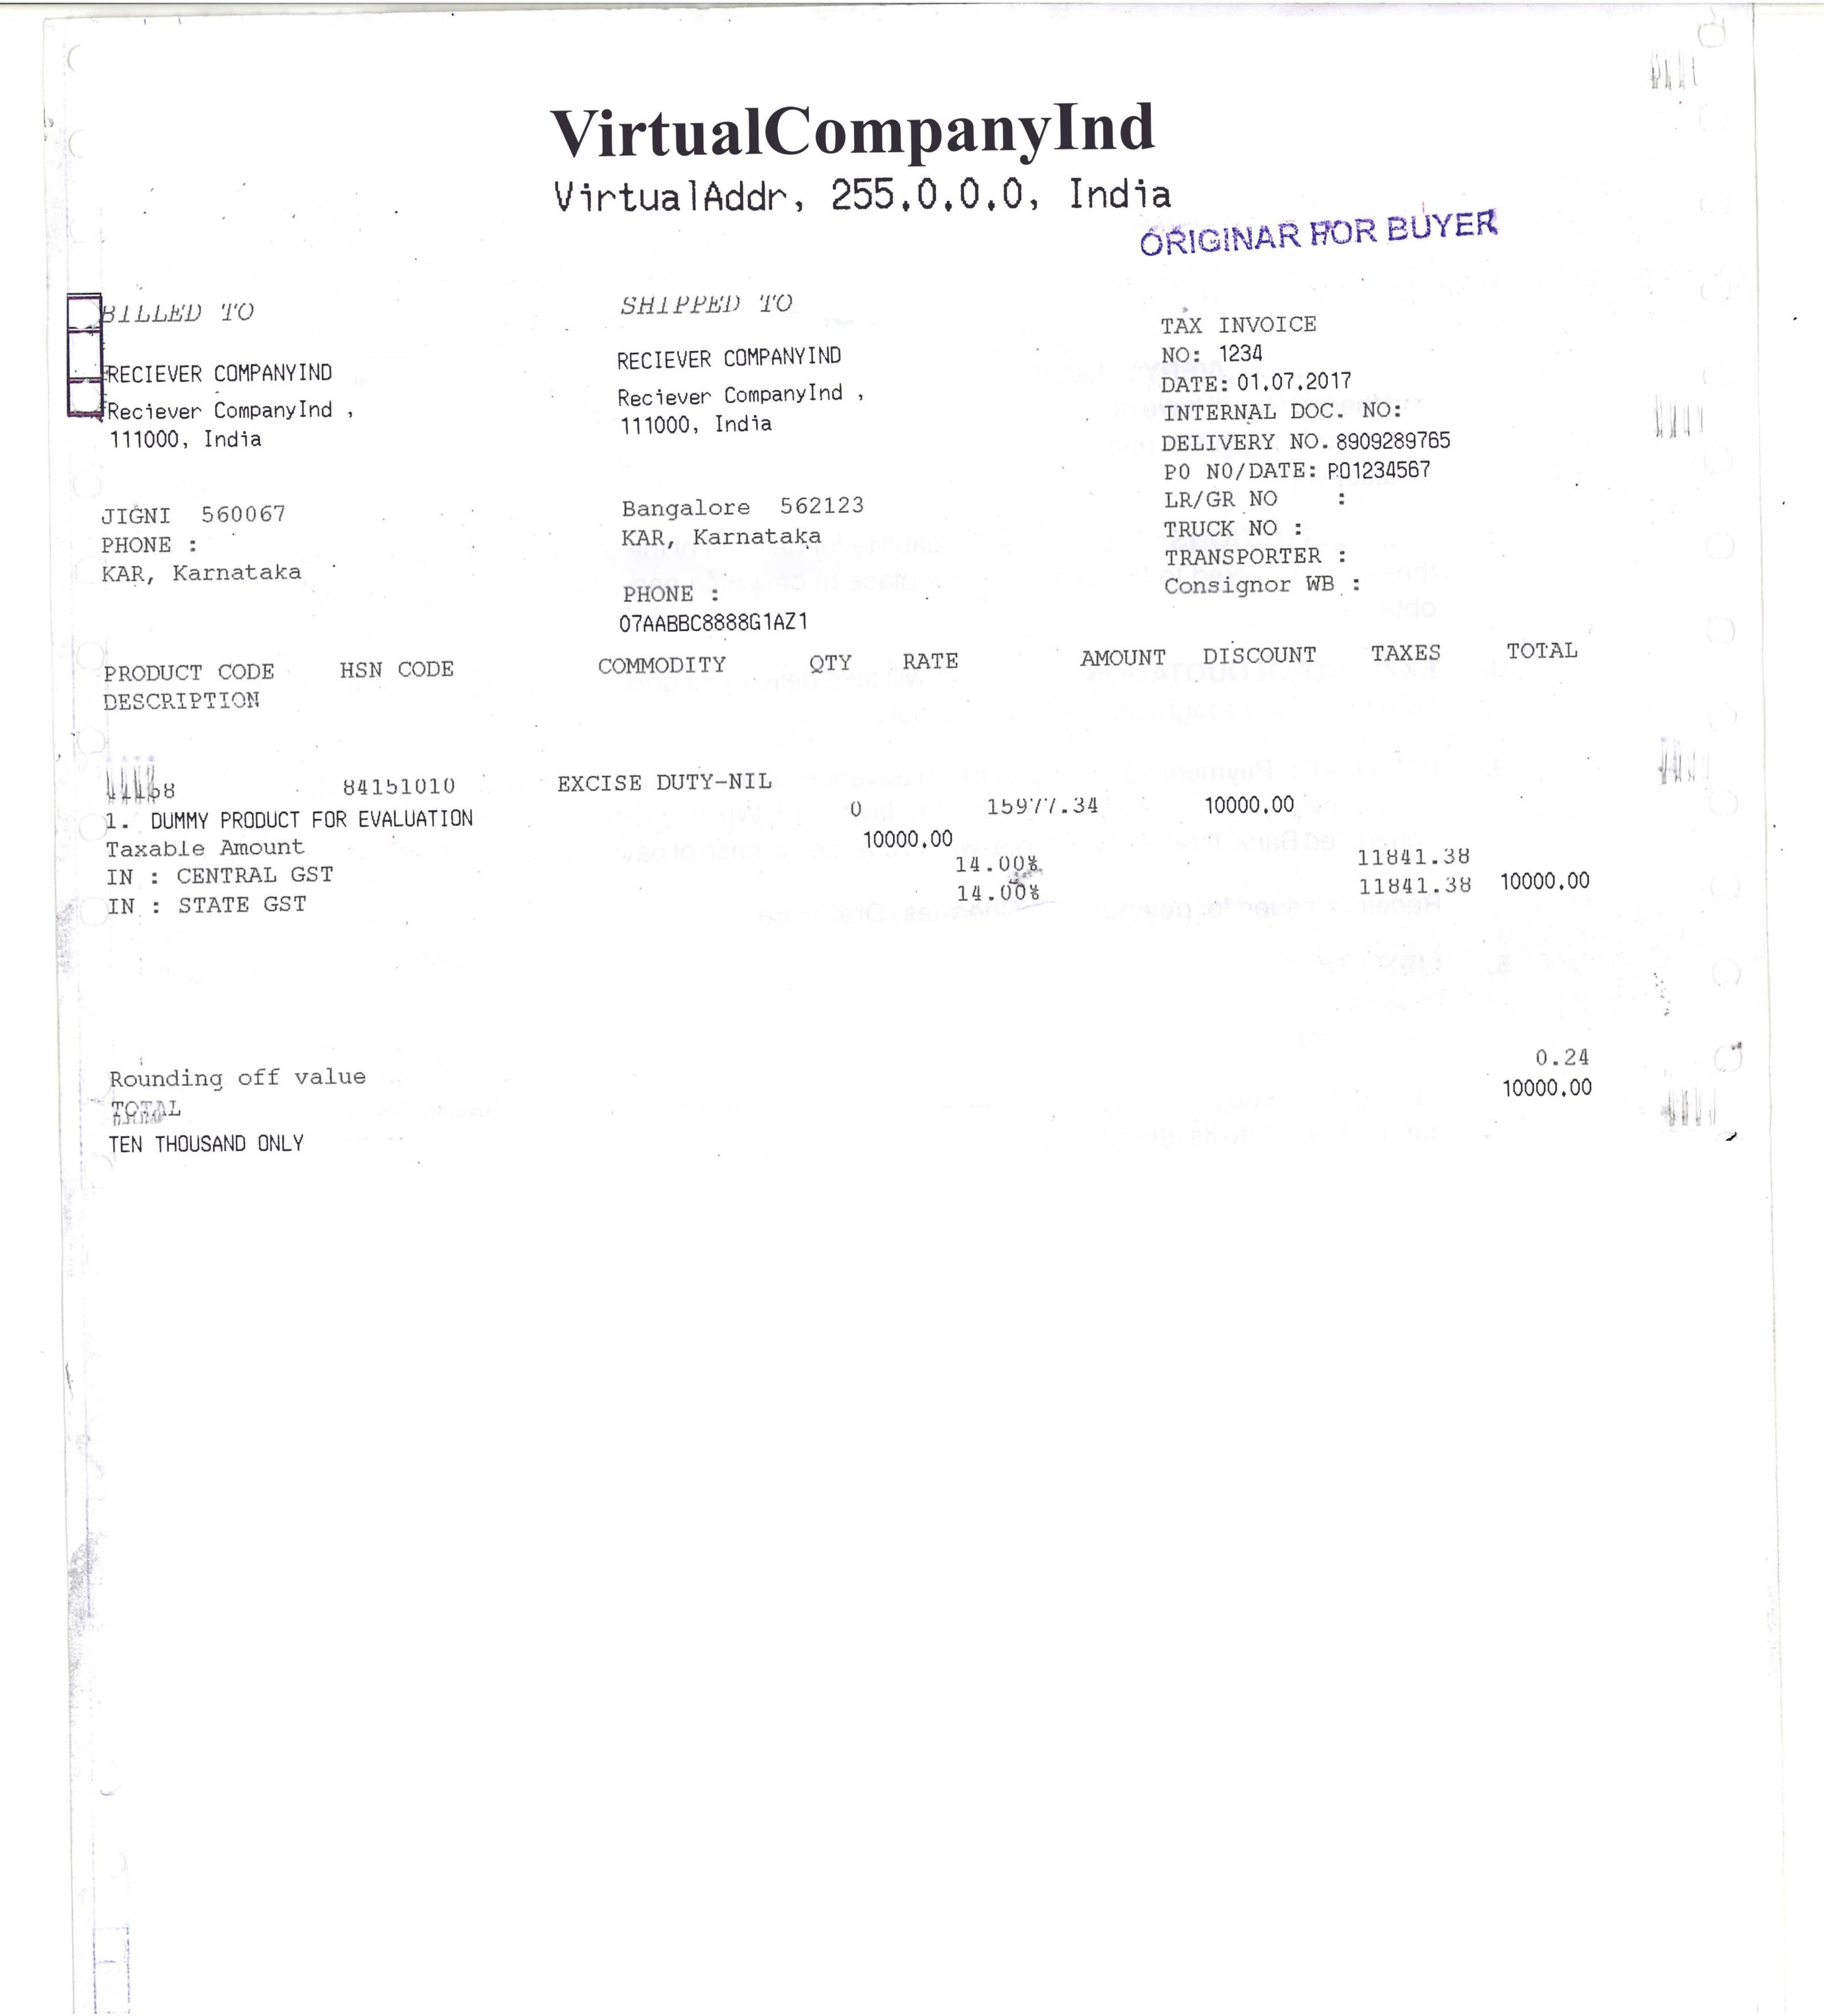 VirtualCompanyInd
VirtualAddr, 255.0.0.0, India
ORIGINAR FOR BUYER
BILLED TO
RECIEVER COMPANYIND
Reciever CompanyInd ,
111000, India
JIGNI 560067
PHONE :
KAR, Karnataka
SHIPPED TO
RECIEVER COMPANYIND
Reciever CompanyInd ,
111000, India
Bangalore 562123
KAR, Karnataka
PHONE :
07AABBC8888G1AZ1
TAX INVOICE
NO: 1234
DATE: 01.07.2017
INTERNAL DOC. NO:
DELIVERY NO. 8909289765
PO NO/DATE: PO1234567
LR/GR NO :
TRUCK NO :
TRANSPORTER :
Consignor WB :
PRODUCT CODE HSN CODE COMMODITY QTY RATE AMOUNT DISCOUNT TAXES TOTAL
DESCRIPTION
84151010 EXCISE DUTY-NIL
1. DUMMY PRODUCT FOR EVALUATION 0 15977.34 10000.00
Taxable Amount 10000.00
IN : CENTRAL GST 14.00% 11841.38
IN : STATE GST 14.00% 11841.38 10000.00
Rounding off value 0.24
TOTAL 10000.00
TEN THOUSAND ONLY